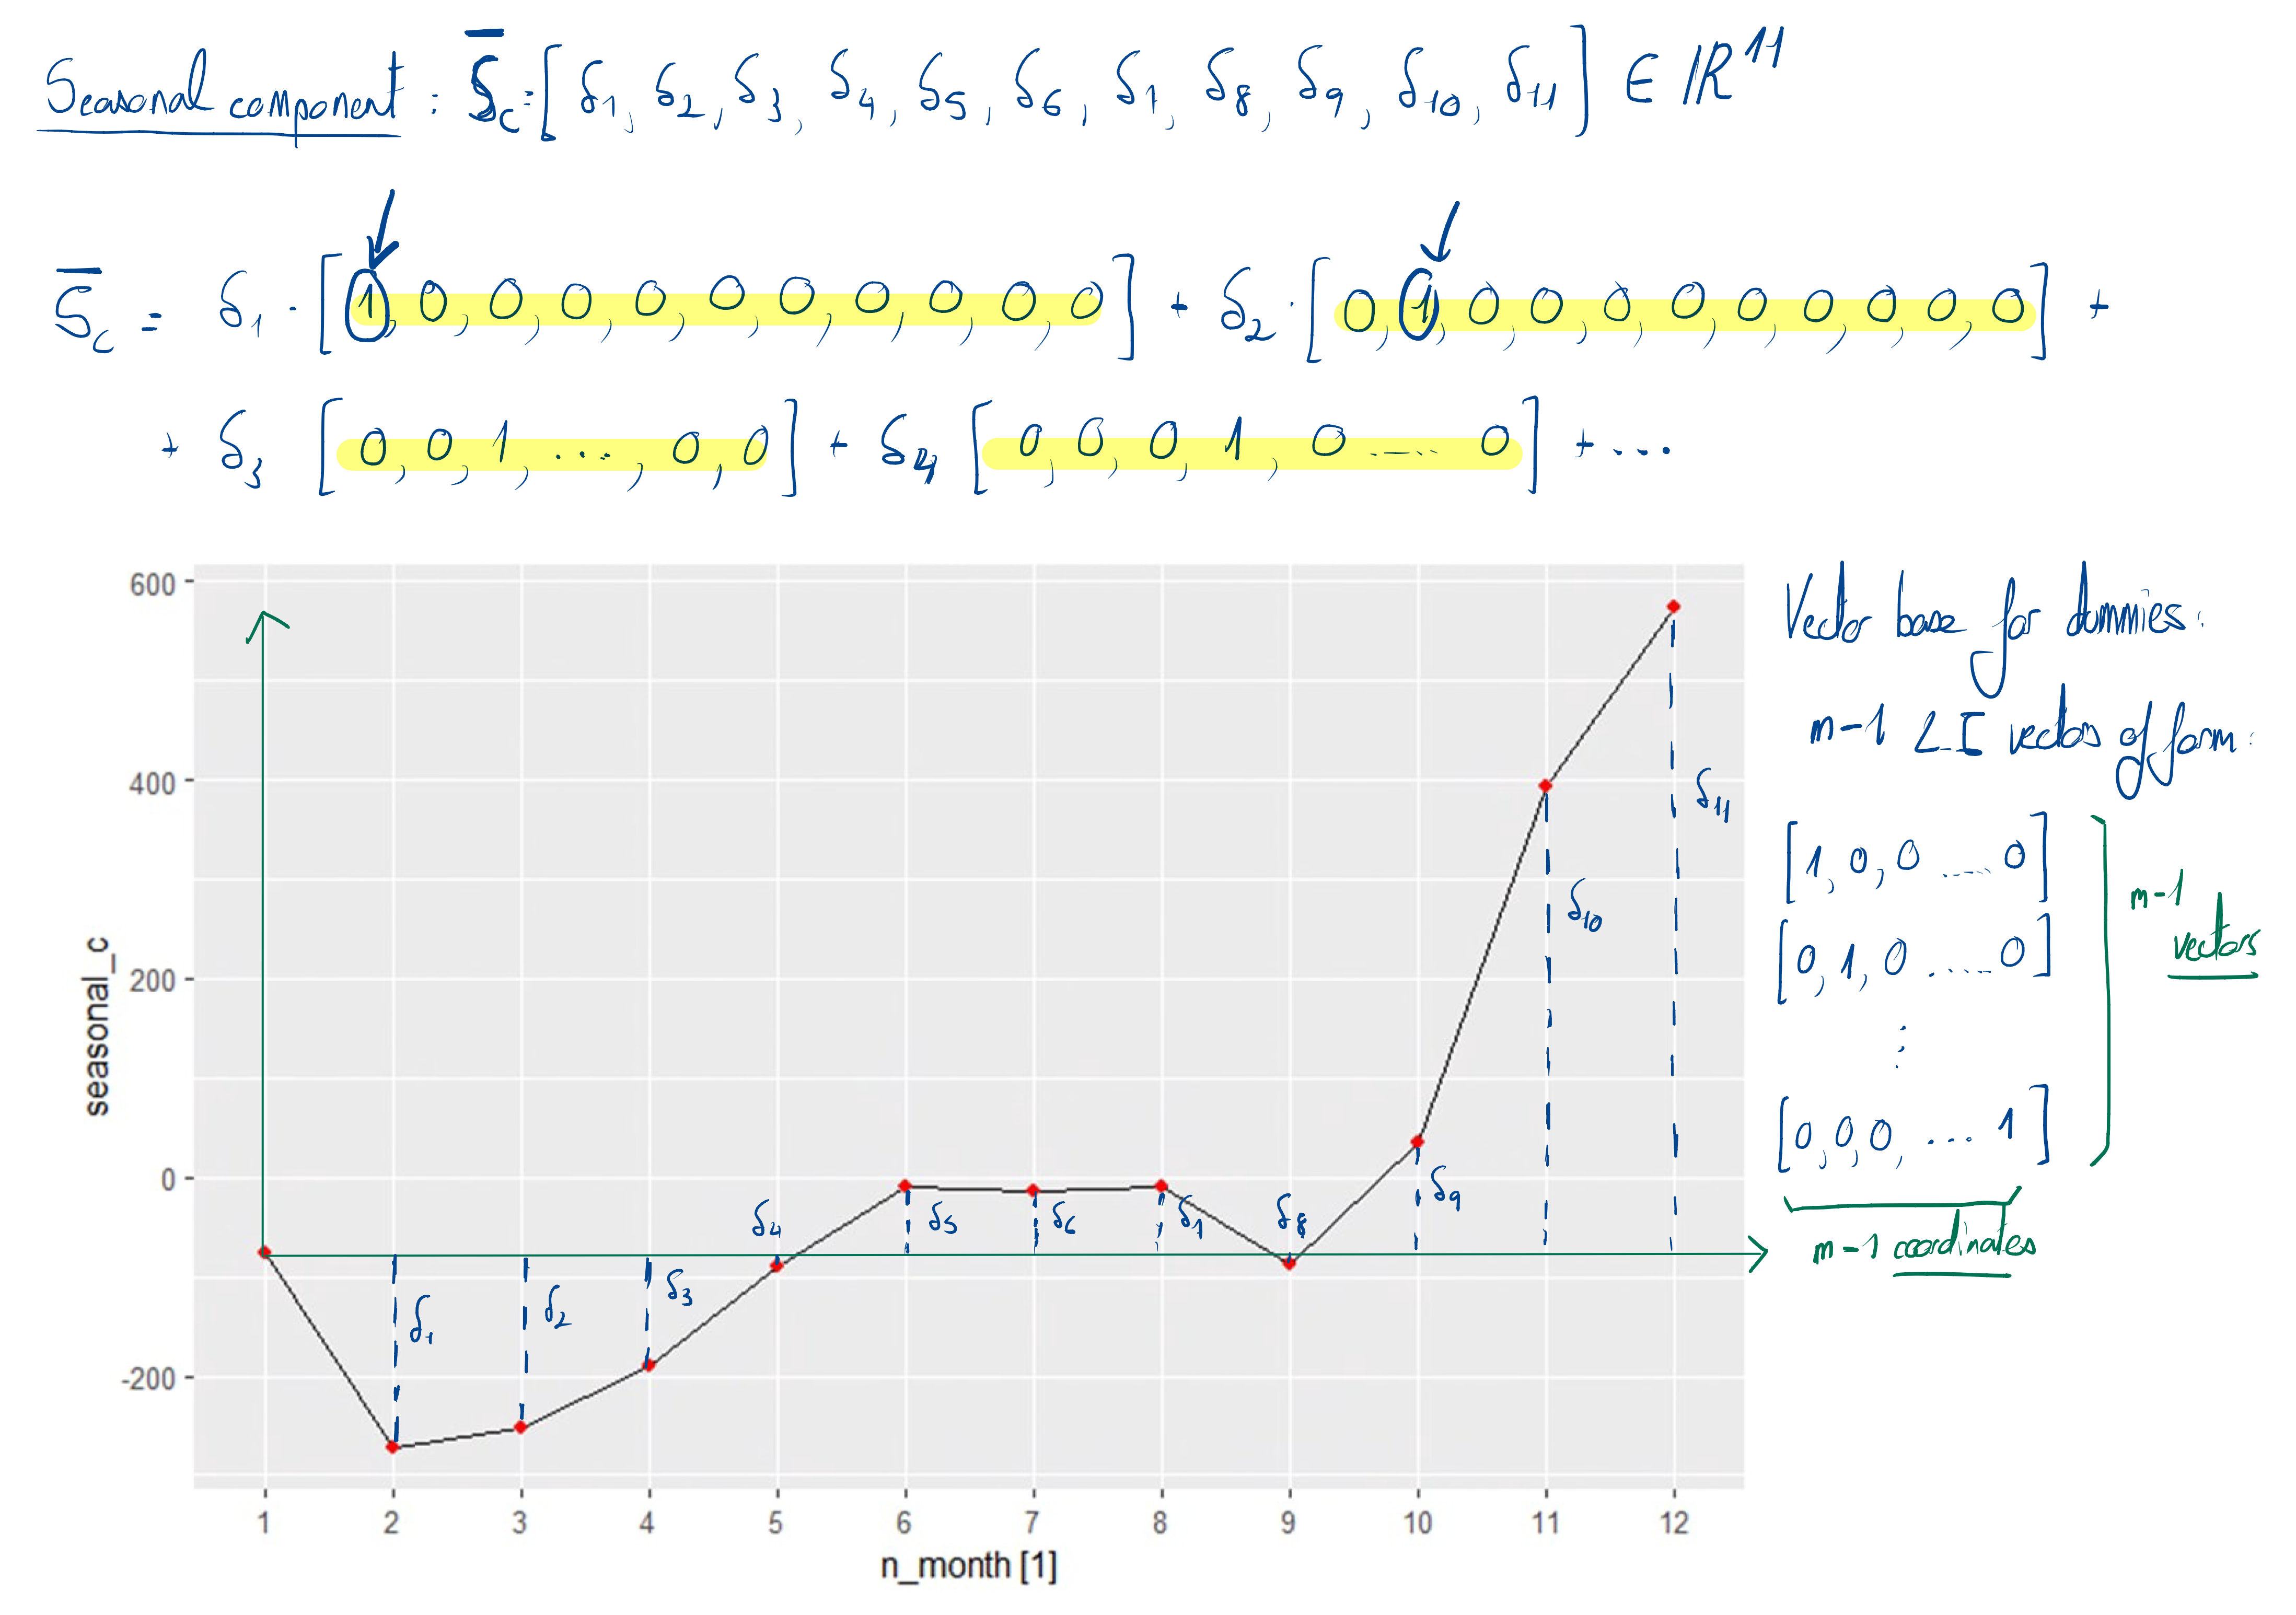 Seasonal component : S̄c = [ δ1, δ2, δ3, δ4, δ5, δ6, δ7, δ8, δ9, δ10, δ11 ] ∈ ℝ^11
S̄c = δ1 · [ 1, 0, 0, 0, 0, 0, 0, 0, 0, 0, 0 ] + δ2 · [ 0, 1, 0, 0, 0, 0, 0, 0, 0, 0 ] +
+ δ3 [ 0, 0, 1, ..., 0, 0 ] + δ4 [ 0, 0, 0, 1, 0 ..... 0 ] + ...
600
400
200
0
-200
seasonal_c
δ1
δ2
δ3
δ4
δ5
δ6
δ7
δ8
δ9
δ10
δ11
1 2 3 4 5 6 7 8 9 10 11 12
n_month [1]
Vector base for dummies:
m-1 LI vectors of form:
[1, 0, 0 ..... 0]
[0, 1, 0 ..... 0]
⋮
[0, 0, 0, .... 1]
m-1
vectors
m-1 coordinates